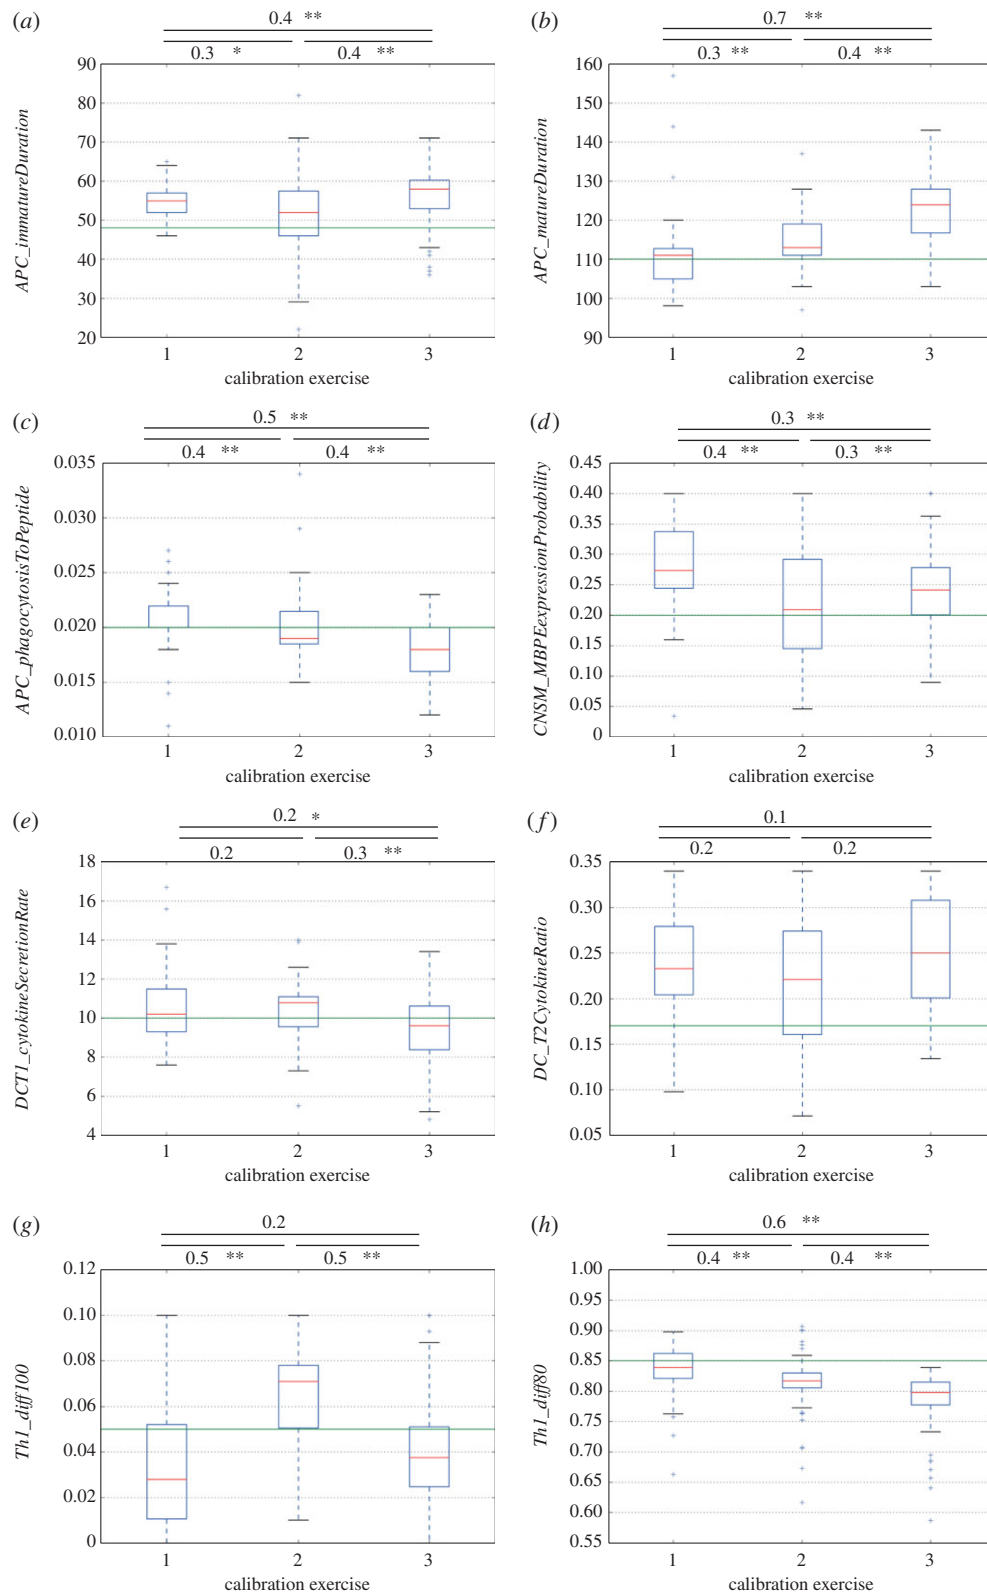 (a)
0.4 **
0.3 *
0.4 **
90
80
70
60
50
40
30
20
APC_immatureDuration
1 2 3
calibration exercise
(b)
0.7 **
0.3 **
0.4 **
160
150
140
130
120
110
100
90
APC_matureDuration
1 2 3
calibration exercise
(c)
0.5 **
0.4 **
0.4 **
0.035
0.030
0.025
0.020
0.015
0.010
APC_phagocytosisToPeptide
1 2 3
calibration exercise
(d)
0.3 **
0.4 **
0.3 **
0.45
0.40
0.35
0.30
0.25
0.20
0.15
0.10
0.05
0
CNSM_MBPEexpressionProbability
1 2 3
calibration exercise
(e)
0.2 *
0.2
0.3 **
18
16
14
12
10
8
6
4
DCT1_cytokineSecretionRate
1 2 3
calibration exercise
(f)
0.1
0.2
0.2
0.35
0.30
0.25
0.20
0.15
0.10
0.05
DC_T2CytokineRatio
1 2 3
calibration exercise
(g)
0.2
0.5 **
0.5 **
0.12
0.10
0.08
0.06
0.04
0.02
0
Th1_diff100
1 2 3
calibration exercise
(h)
0.6 **
0.4 **
0.4 **
1.00
0.95
0.90
0.85
0.80
0.75
0.70
0.65
0.60
0.55
Th1_diff80
1 2 3
calibration exercise